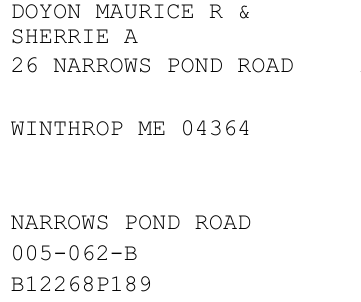 DOYON MAURICE R &
SHERRIE A
26 NARROWS POND ROAD
WINTHROP ME 04364
NARROWS POND ROAD
005-062-B
B12268P189